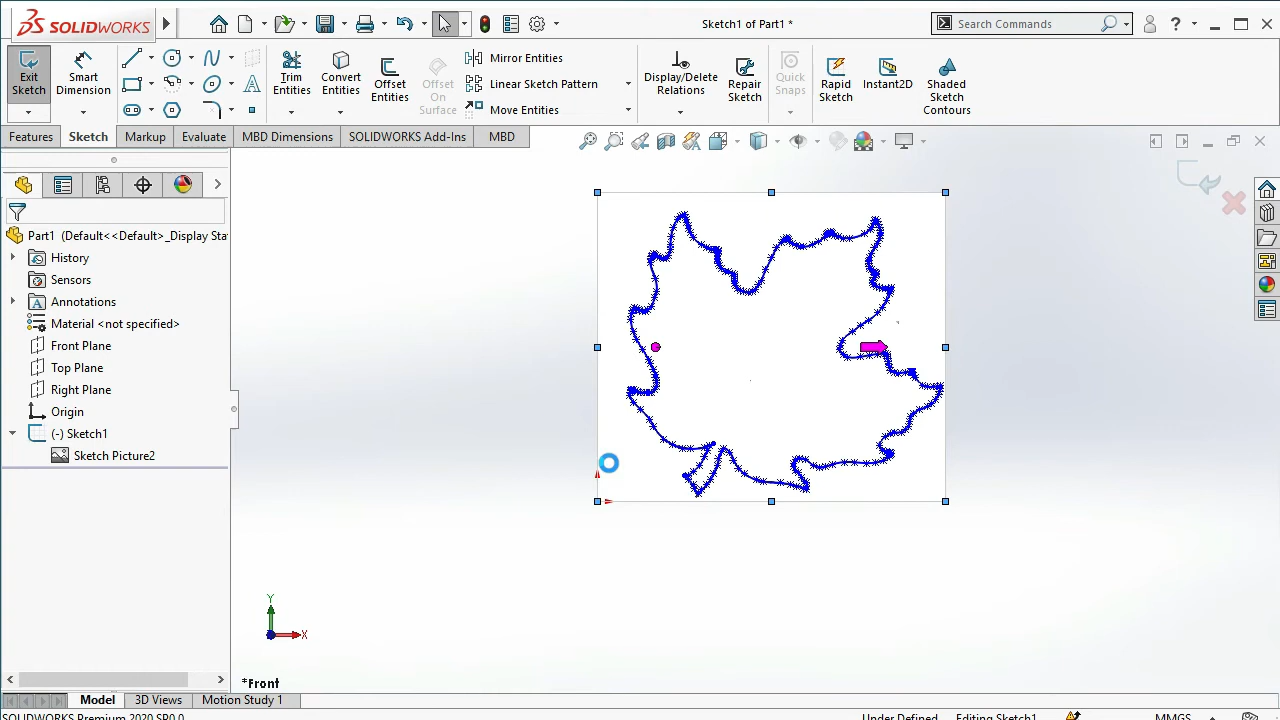 SOLIDWORKS
Sketch1 of Part1 *
Search Commands
Exit Sketch
Smart Dimension
Trim Entities
Convert Entities
Offset Entities
Offset On Surface
Mirror Entities
Linear Sketch Pattern
Move Entities
Display/Delete Relations
Repair Sketch
Quick Snaps
Rapid Sketch
Instant2D
Shaded Sketch Contours
Features
Sketch
Markup
Evaluate
MBD Dimensions
SOLIDWORKS Add-Ins
MBD
Part1 (Default<<Default>_Display Sta
History
Sensors
Annotations
Material <not specified>
Front Plane
Top Plane
Right Plane
Origin
(-) Sketch1
Sketch Picture2
Y
X
*Front
Model
3D Views
Motion Study 1
SOLIDWORKS Premium 2020 SP0.0
Under Defined
Editing Sketch1
MMGS